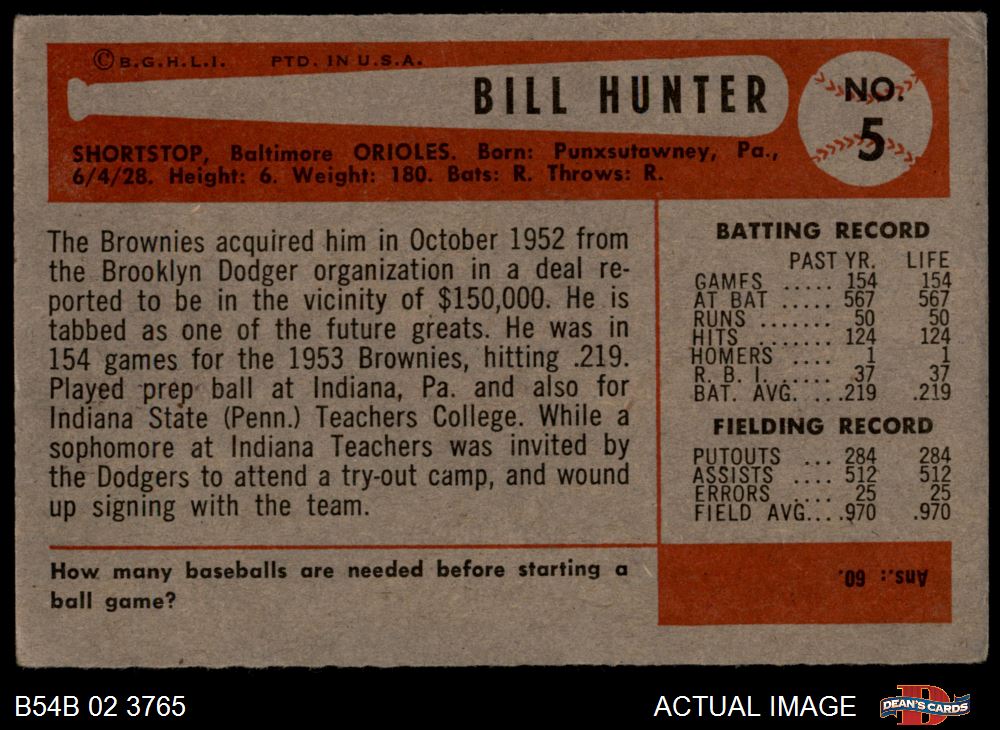 © B.G.H.L.I. PTD. IN U.S.A.
BILL HUNTER
NO.
5
SHORTSTOP, Baltimore ORIOLES. Born: Punxsutawney, Pa.,
6/4/28. Height: 6. Weight: 180. Bats: R. Throws: R.
The Brownies acquired him in October 1952 from
the Brooklyn Dodger organization in a deal re-
ported to be in the vicinity of $150,000. He is
tabbed as one of the future greats. He was in
154 games for the 1953 Brownies, hitting .219.
Played prep ball at Indiana, Pa. and also for
Indiana State (Penn.) Teachers College. While a
sophomore at Indiana Teachers was invited by
the Dodgers to attend a try-out camp, and wound
up signing with the team.
How many baseballs are needed before starting a
ball game?
BATTING RECORD
PAST YR. LIFE
GAMES ..... 154 154
AT BAT ..... 567 567
RUNS ....... 50 50
HITS ....... 124 124
HOMERS .... 1 1
R. B. I. ..... 37 37
BAT. AVG. ...219 .219
FIELDING RECORD
PUTOUTS ... 284 284
ASSISTS .... 512 512
ERRORS .... 25 25
FIELD AVG. ...970 .970
Ans.: 60.
B54B 02 3765
ACTUAL IMAGE
D
DEAN'S CARDS